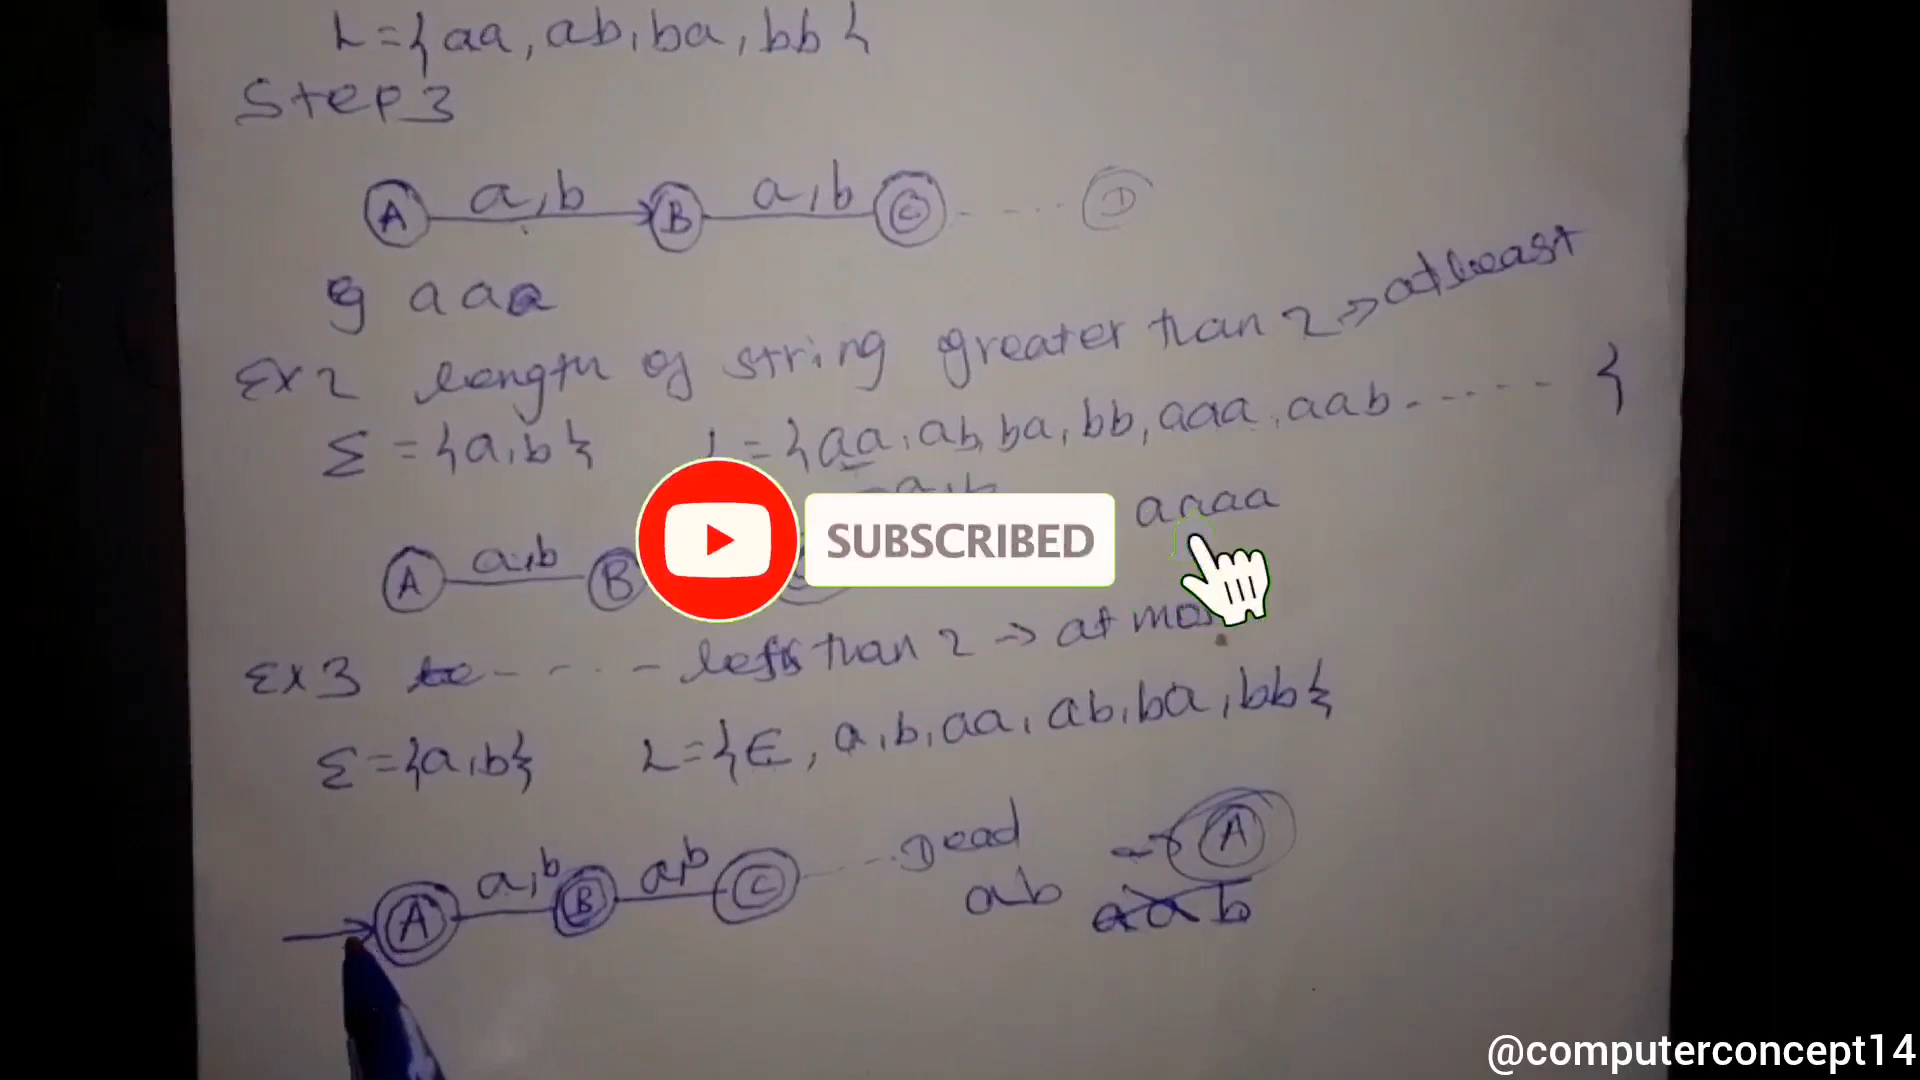 L={aa, ab, ba, bb}
Step 3
A a,b B a,b C ---- D
eg aaa
Ex 2 length of string greater than 2 => atleast
Σ = {a,b} L={aa, ab, ba, bb, aaa, aab ----- }
a,b
aaaa
A a,b B
SUBSCRIBED
Ex 3 ---- less than 2 => at most
Σ={a,b} L={ε, a, b, aa, ab, ba, bb}
A a,b B a,b C ---- Dead
A
ab aab
@computerconcept14